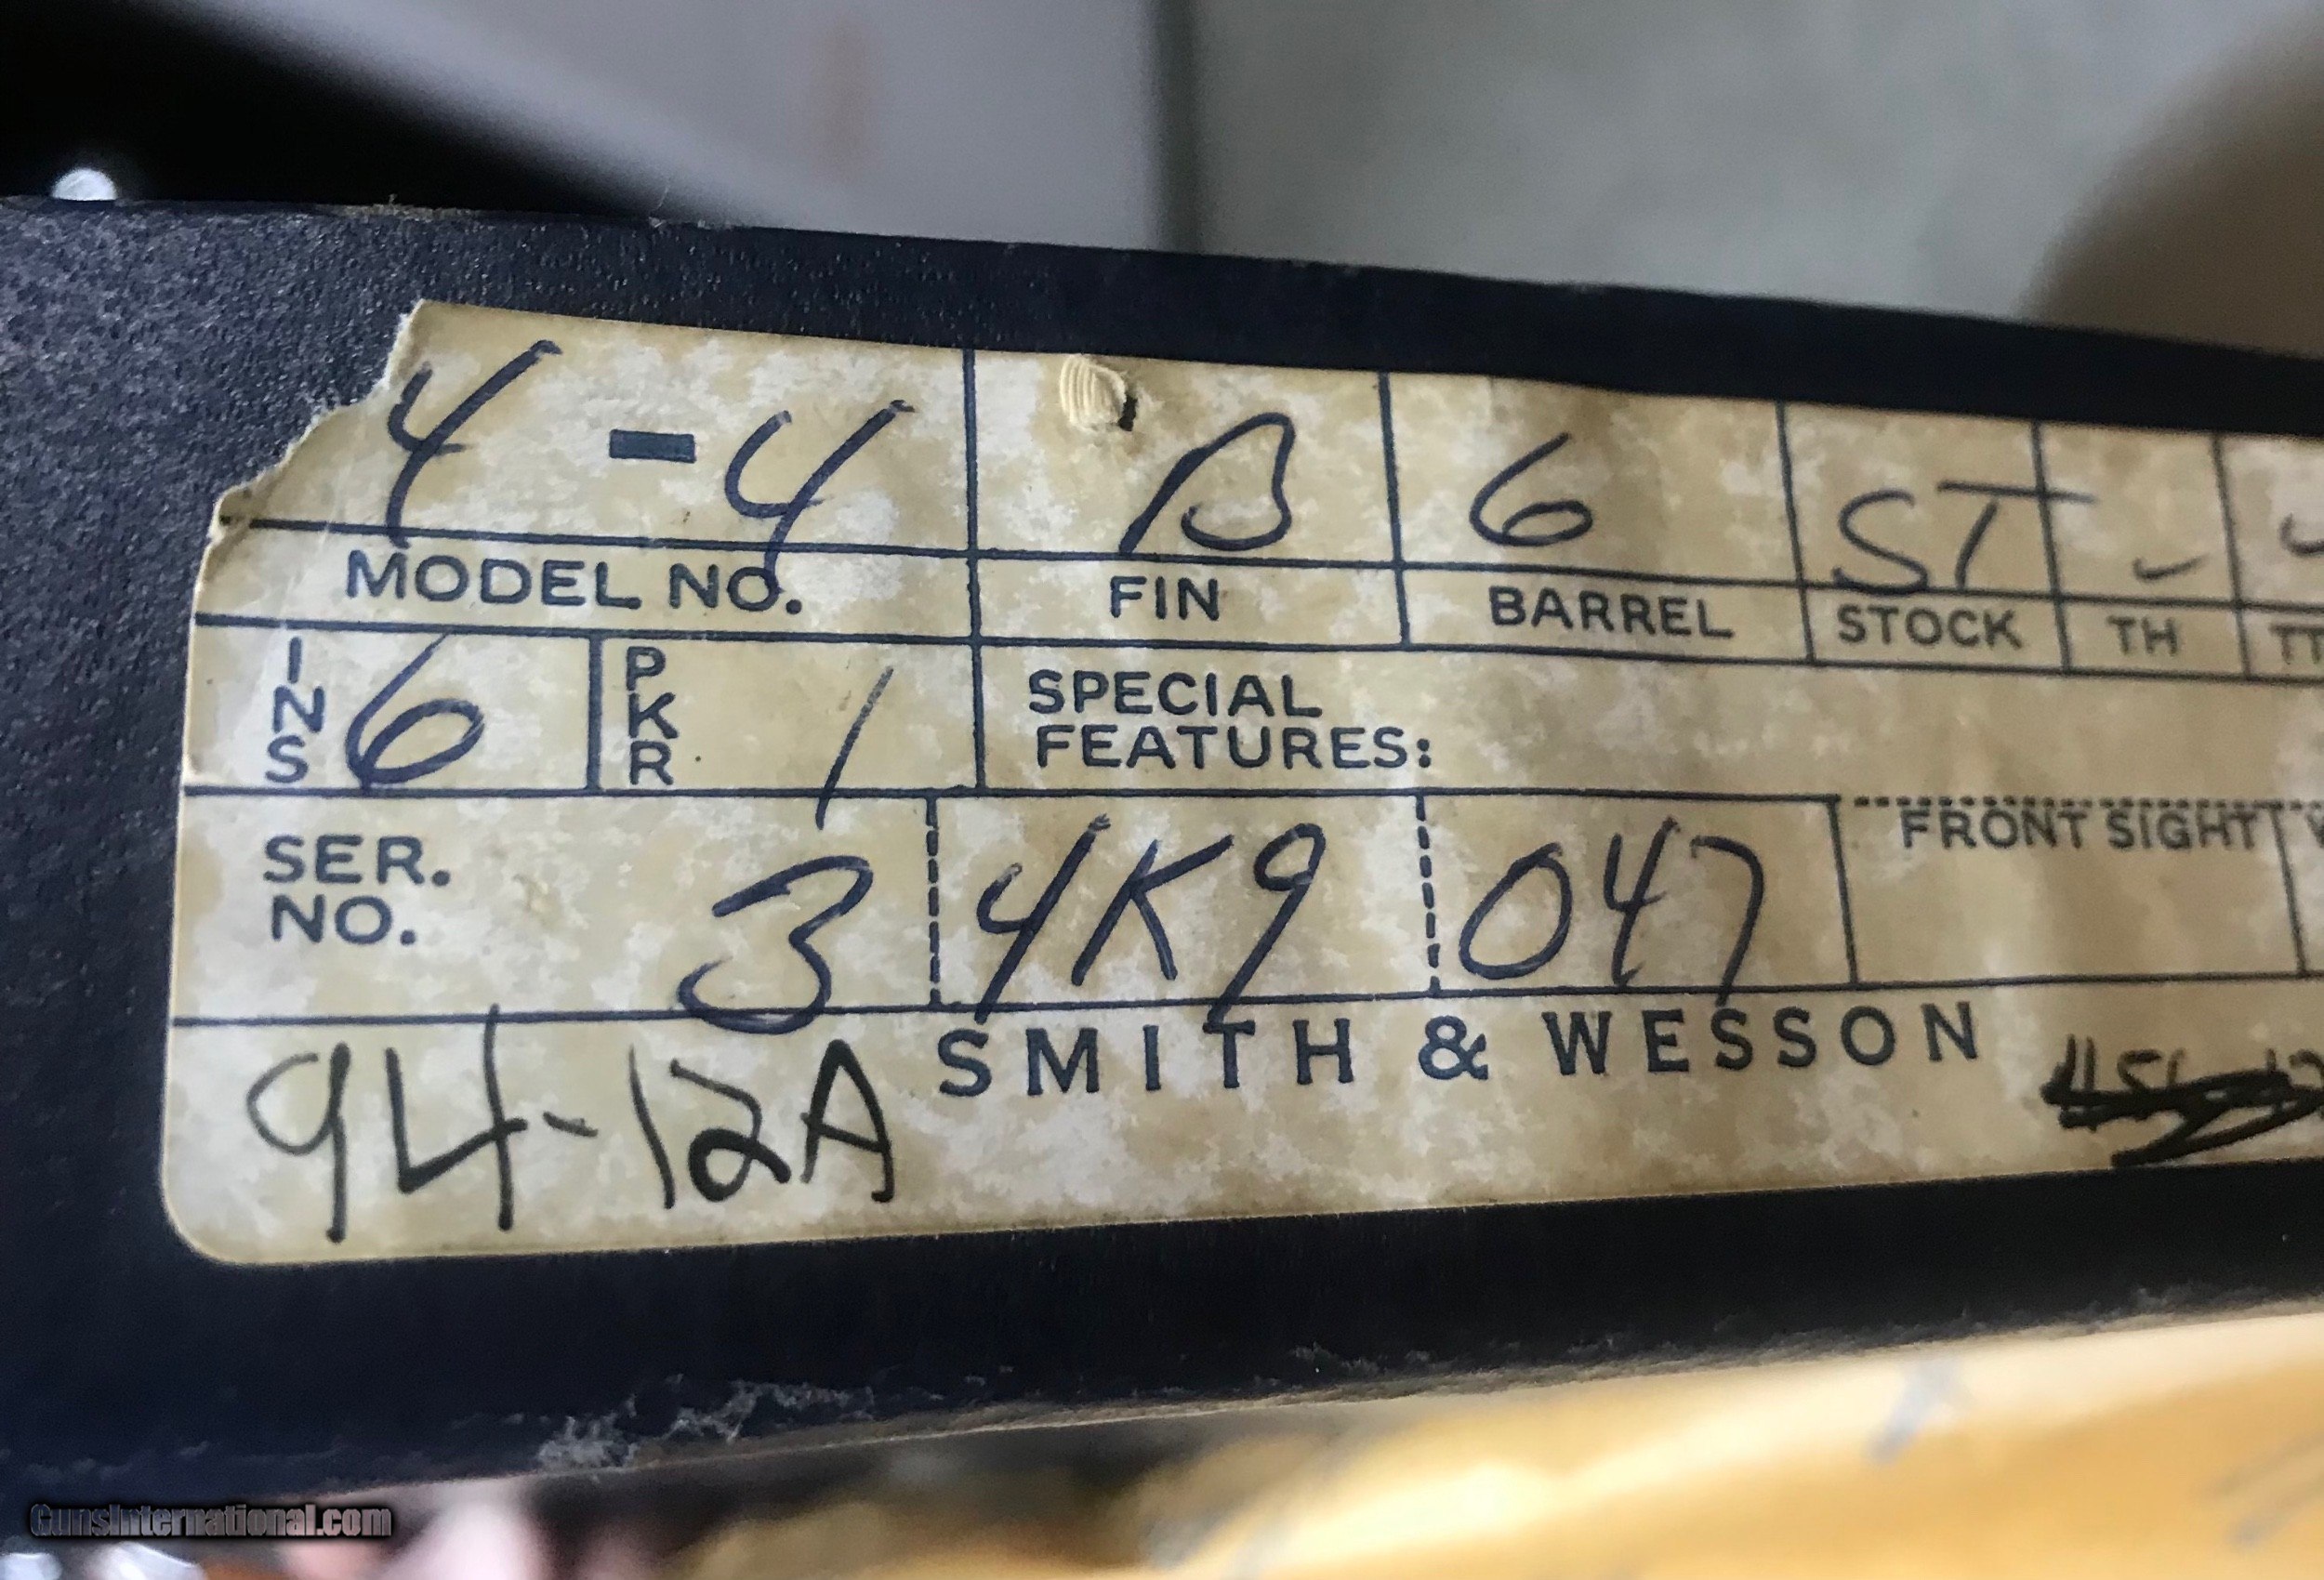 4-4 B 6 ST
MODEL NO. FIN BARREL STOCK TH
INS 6 PKR 1 SPECIAL
FEATURES:
SER.
NO. 3 4K9 047 FRONT SIGHT
SMITH & WESSON
94-12A
GunsInternational.com